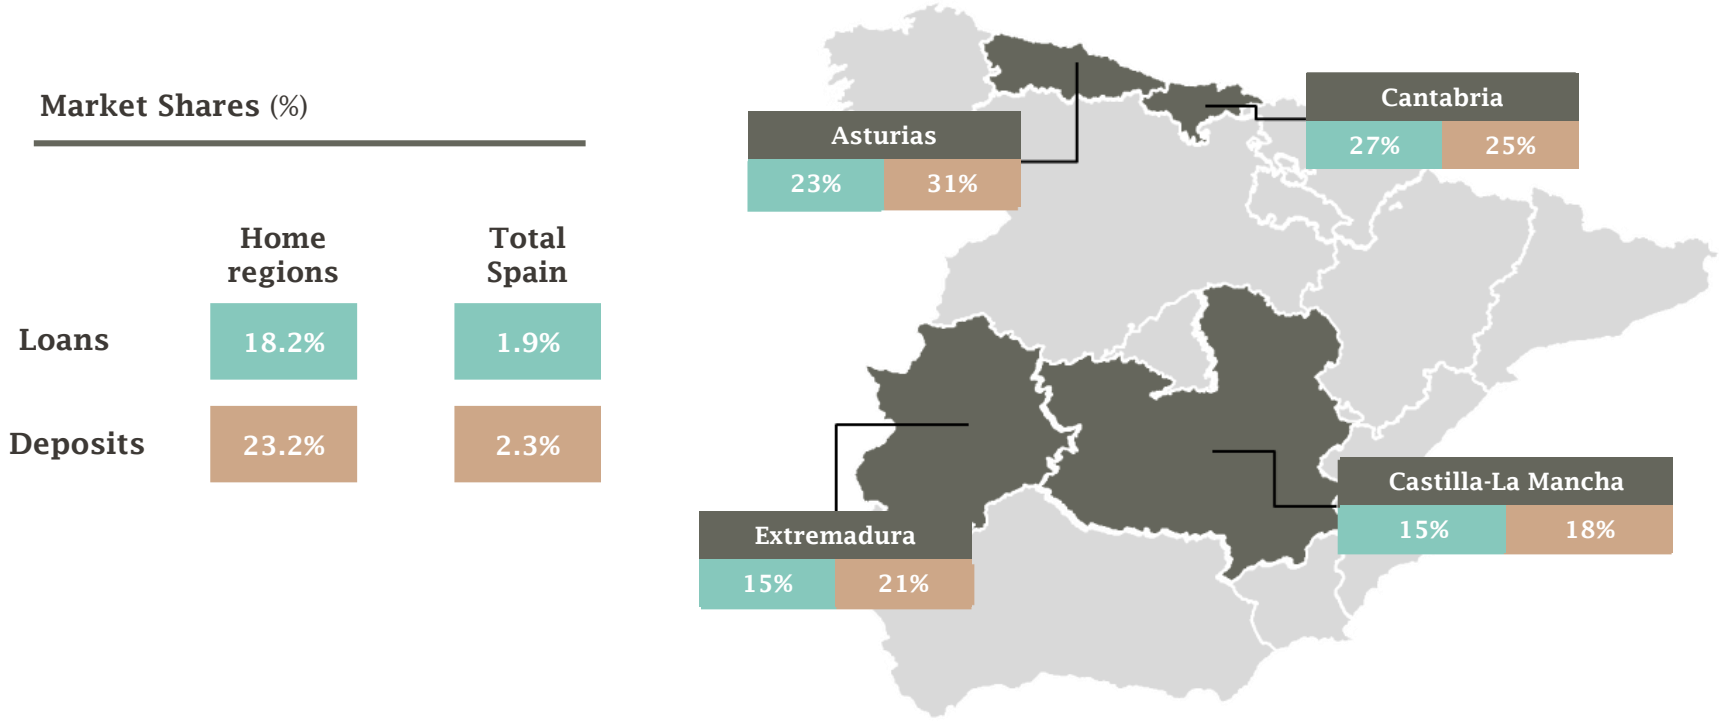 Market Shares (%)
Home regions
Total Spain
Loans
18.2%
1.9%
Deposits
23.2%
2.3%
Asturias
23%
31%
Cantabria
27%
25%
Extremadura
15%
21%
Castilla-La Mancha
15%
18%